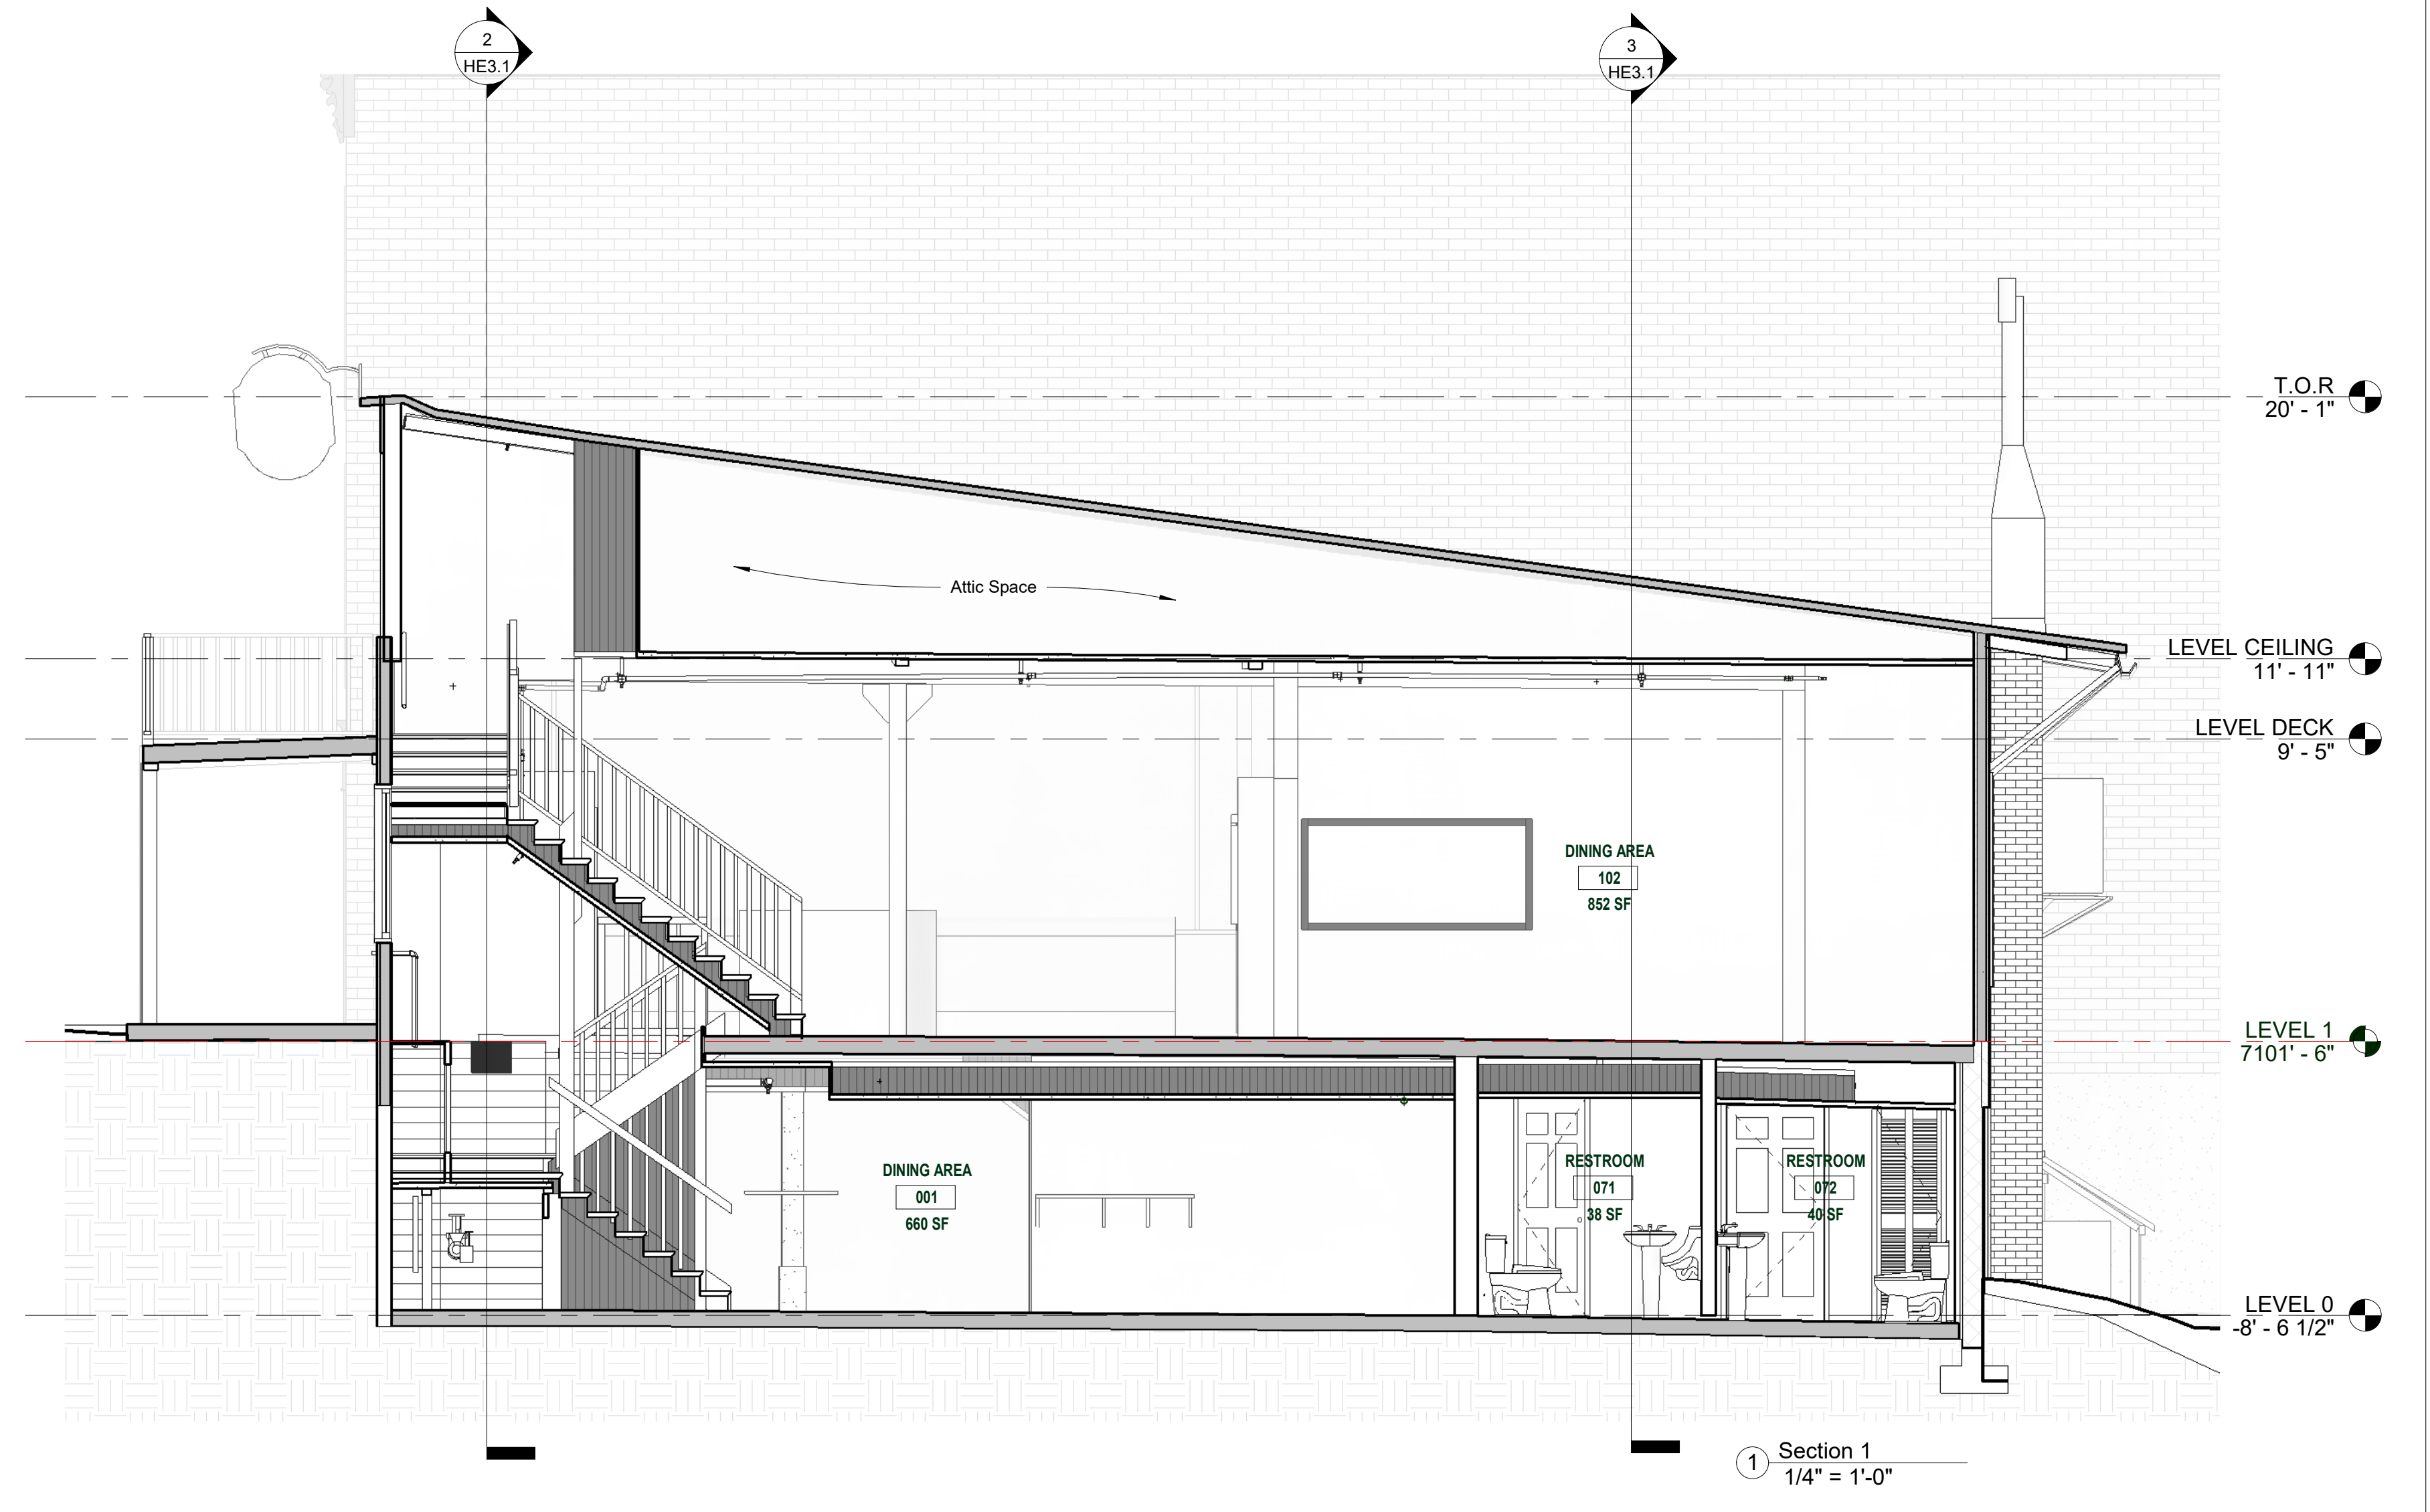 2
HE3.1
3
HE3.1
T.O.R
20' - 1"
Attic Space
LEVEL CEILING
11' - 11"
LEVEL DECK
9' - 5"
DINING AREA
102
852 SF
LEVEL 1
7101' - 6"
DINING AREA
001
660 SF
RESTROOM
071
38 SF
RESTROOM
072
40 SF
LEVEL 0
-8' - 6 1/2"
1
Section 1
1/4" = 1'-0"